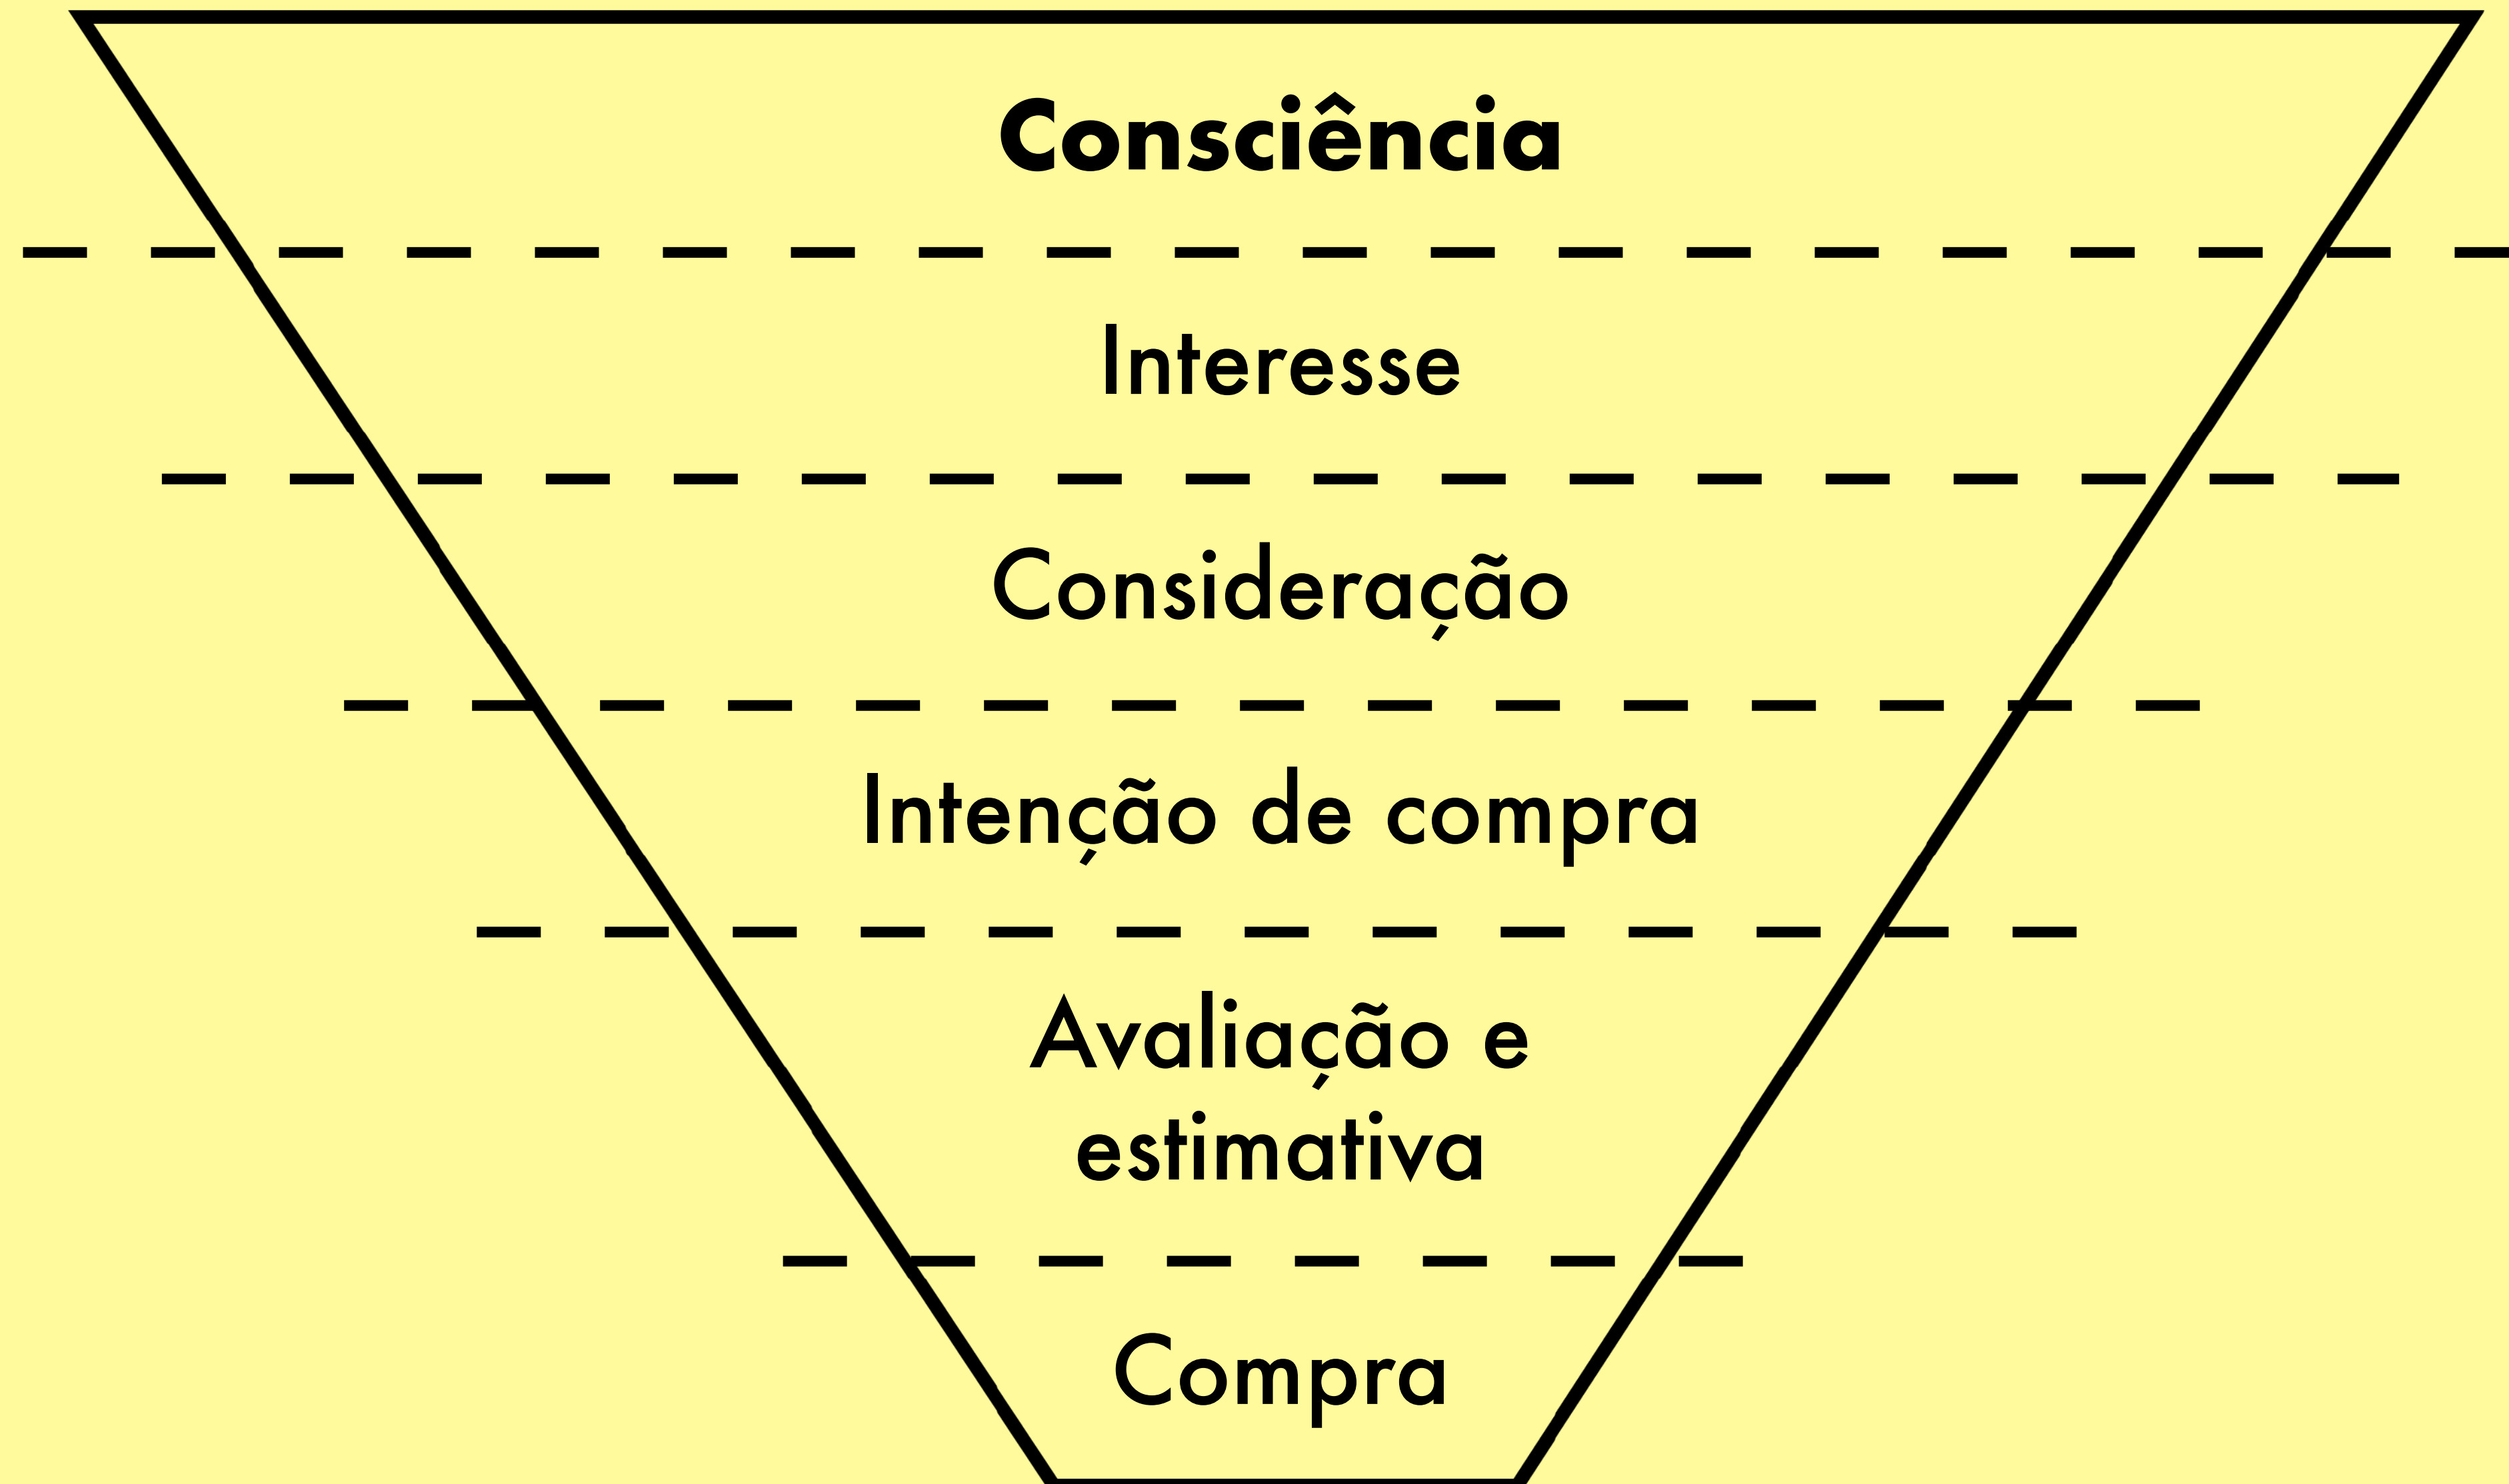 Consciência
Interesse
Consideração
Intenção de compra
Avaliação e
estimativa
Compra